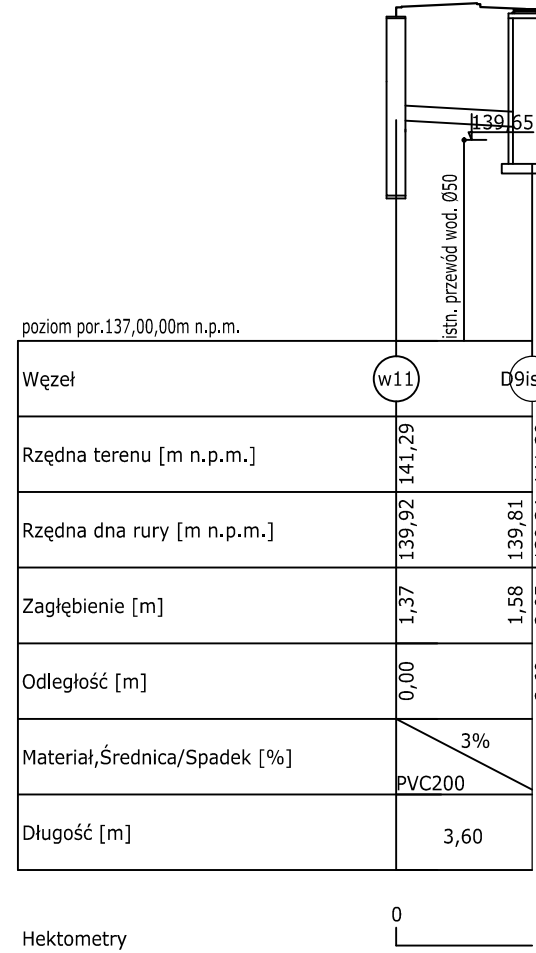 139,65
istn. przewód wod. Ø50
poziom por.137,00,00m n.p.m.
Węzeł w11 D9is
Rzędna terenu [m n.p.m.] 141,29
Rzędna dna rury [m n.p.m.] 139,92 139,81
Zagłębienie [m] 1,37 1,58
Odległość [m] 0,00
Materiał,Średnica/Spadek [%] PVC200 3%
Długość [m] 3,60
Hektometry 0